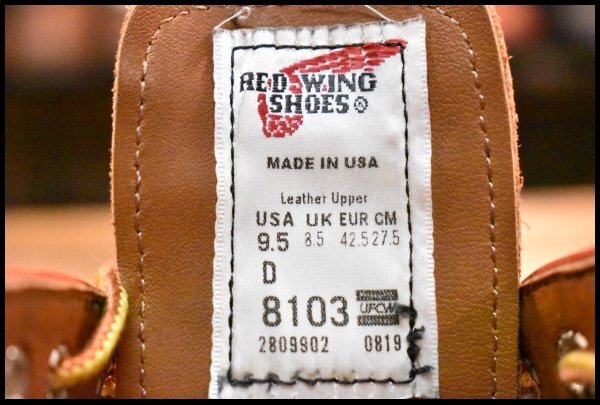 RED WING
SHOES®
MADE IN USA
Leather Upper
USA UK EUR CM
9.5 8.5 42.5 27.5
D
8103 UFCW
2809902 0819